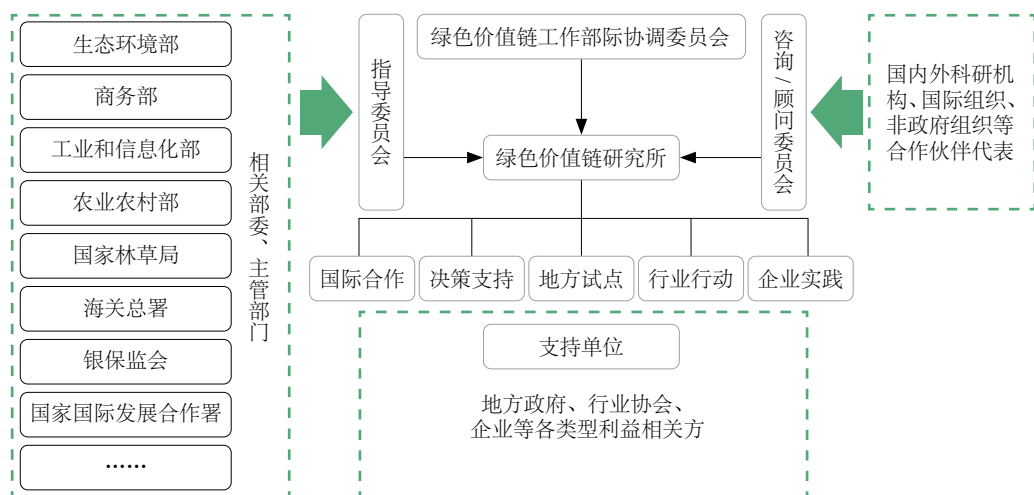 生态环境部
商务部
工业和信息化部
农业农村部
国家林草局
海关总署
银保监会
国家国际发展合作署
……
相关部委、主管部门
指导委员会
绿色价值链工作部际协调委员会
绿色价值链研究所
咨询/顾问委员会
国内外科研机
构、国际组织、
非政府组织等
合作伙伴代表
国际合作
决策支持
地方试点
行业行动
企业实践
支持单位
地方政府、行业协会、
企业等各类型利益相关方